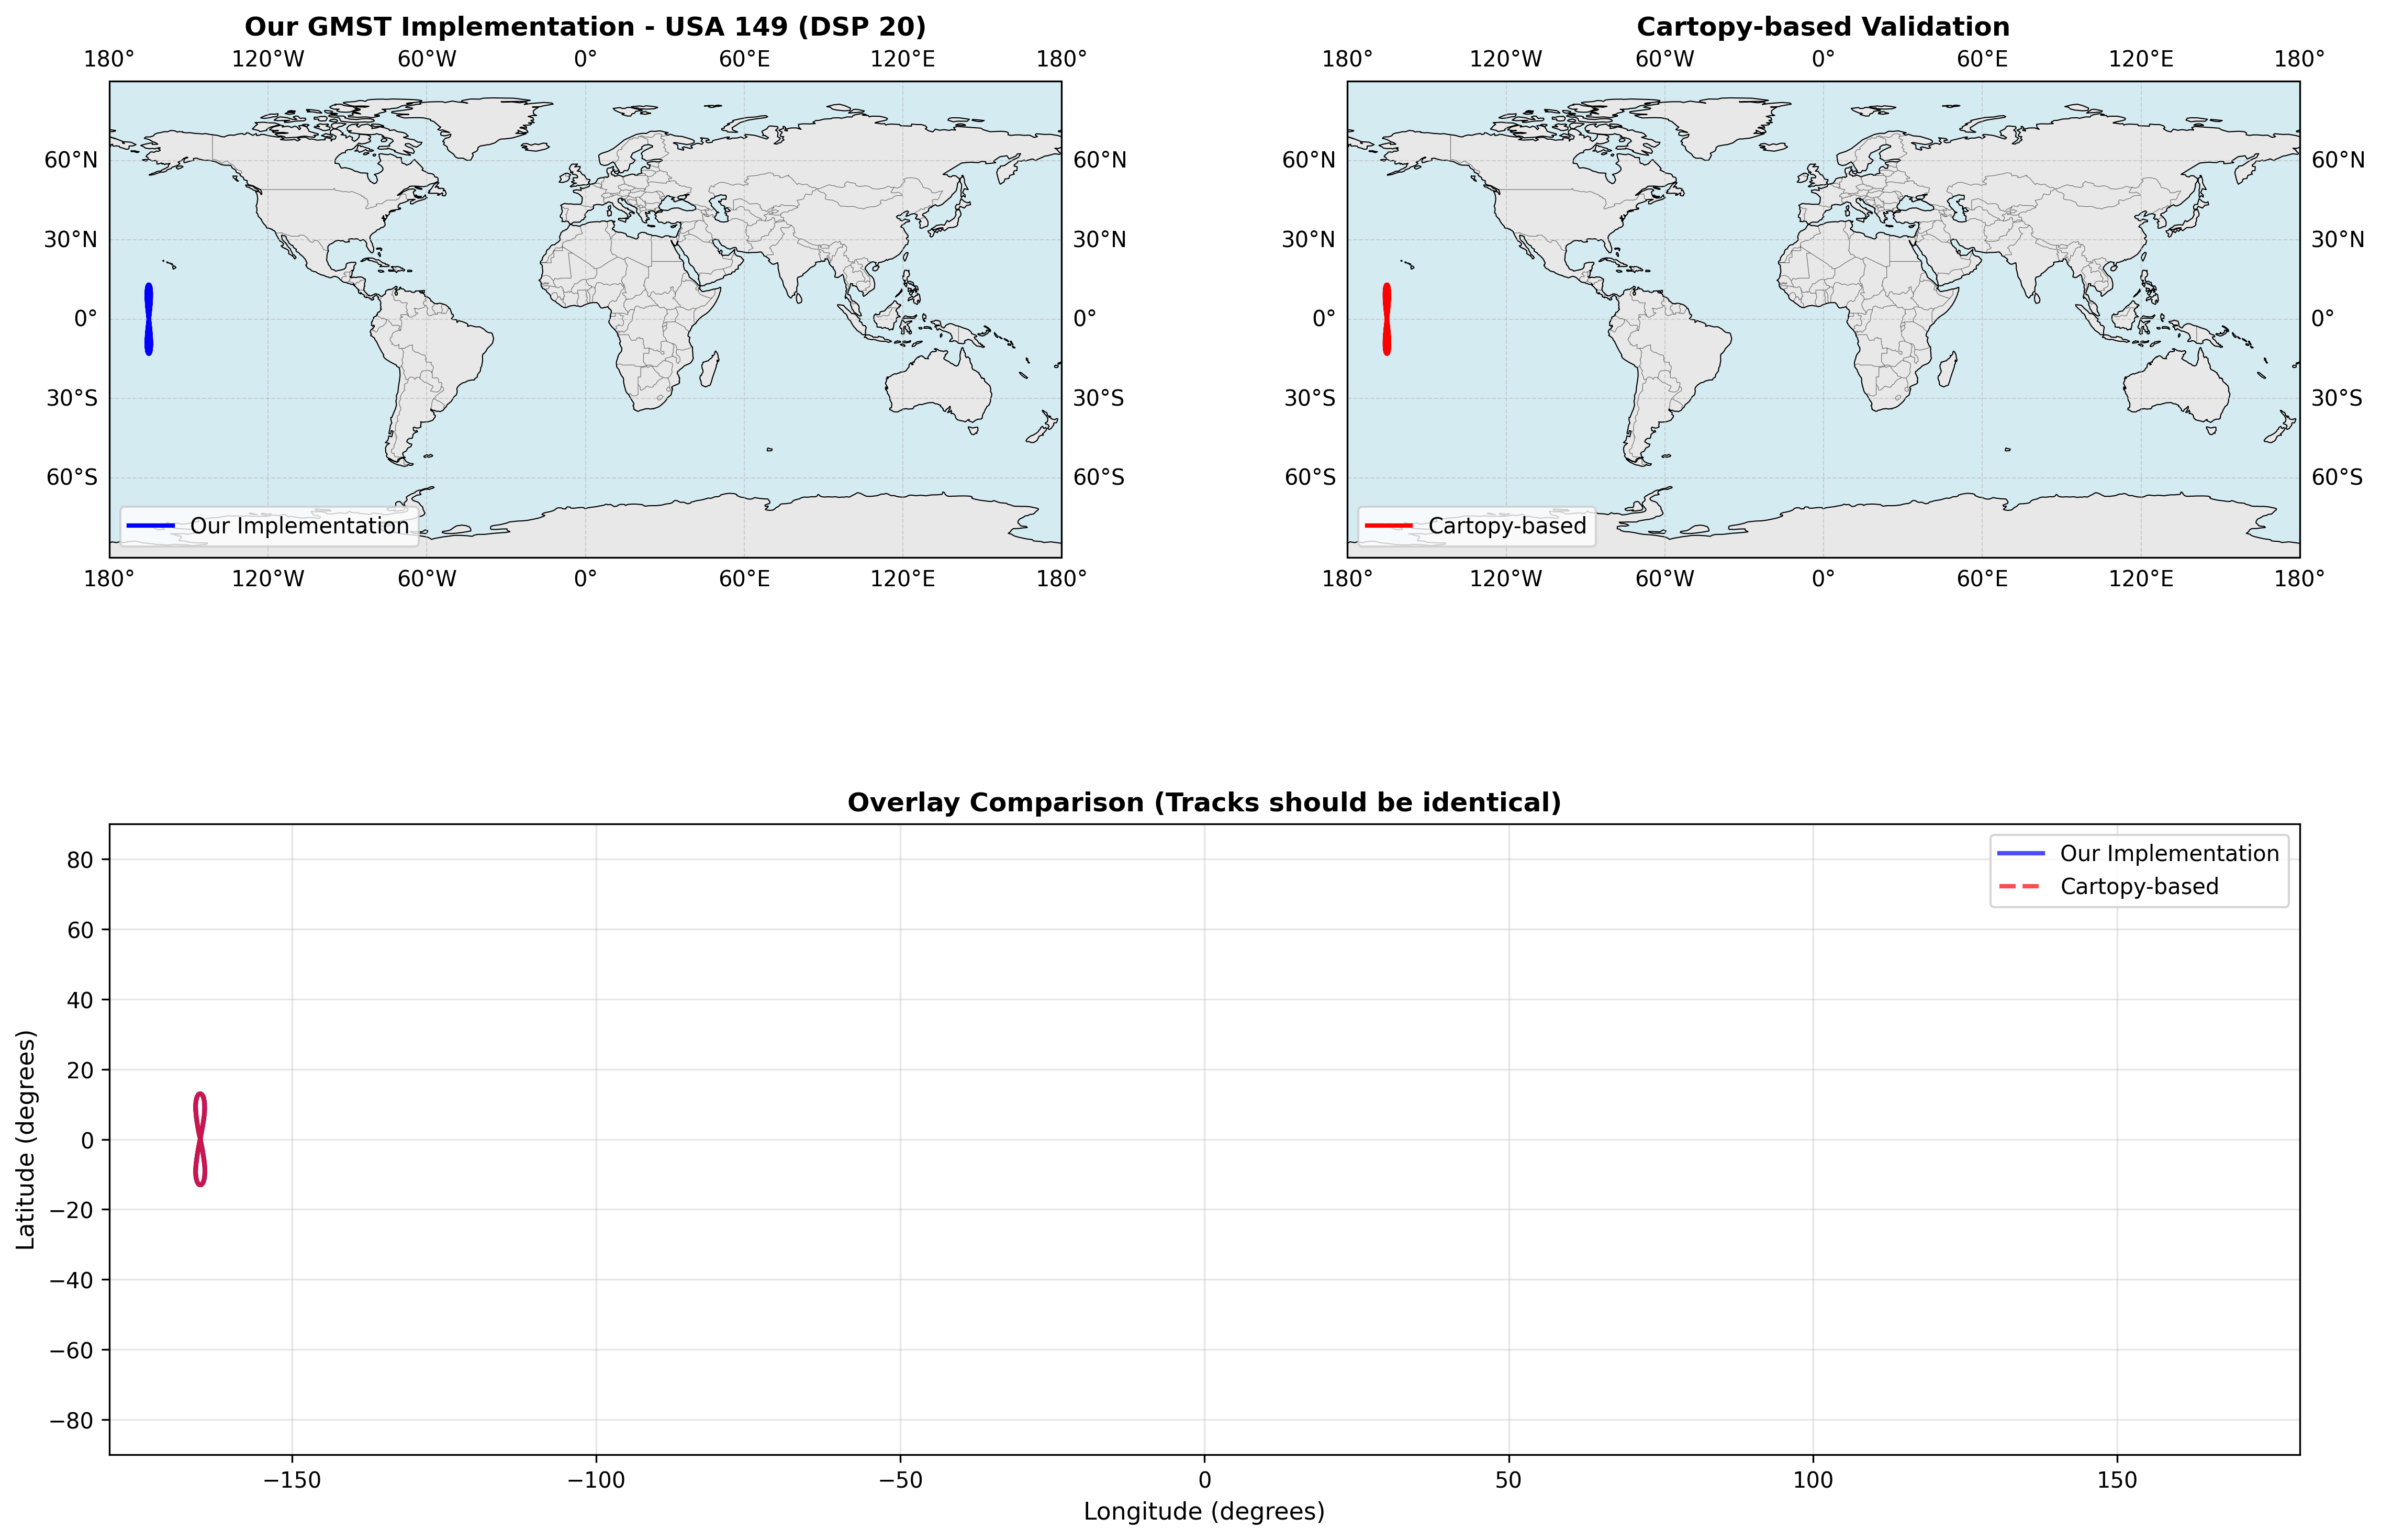 Our GMST Implementation - USA 149 (DSP 20)
180° 120°W 60°W 0° 60°E 120°E 180°
60°N 60°N
30°N 30°N
0° 0°
30°S 30°S
60°S 60°S
Our Implementation
180° 120°W 60°W 0° 60°E 120°E 180°
Cartopy-based Validation
180° 120°W 60°W 0° 60°E 120°E 180°
60°N 60°N
30°N 30°N
0° 0°
30°S 30°S
60°S 60°S
Cartopy-based
180° 120°W 60°W 0° 60°E 120°E 180°
Overlay Comparison (Tracks should be identical)
Our Implementation
Cartopy-based
Latitude (degrees)
80
60
40
20
0
−20
−40
−60
−80
−150 −100 −50 0 50 100 150
Longitude (degrees)